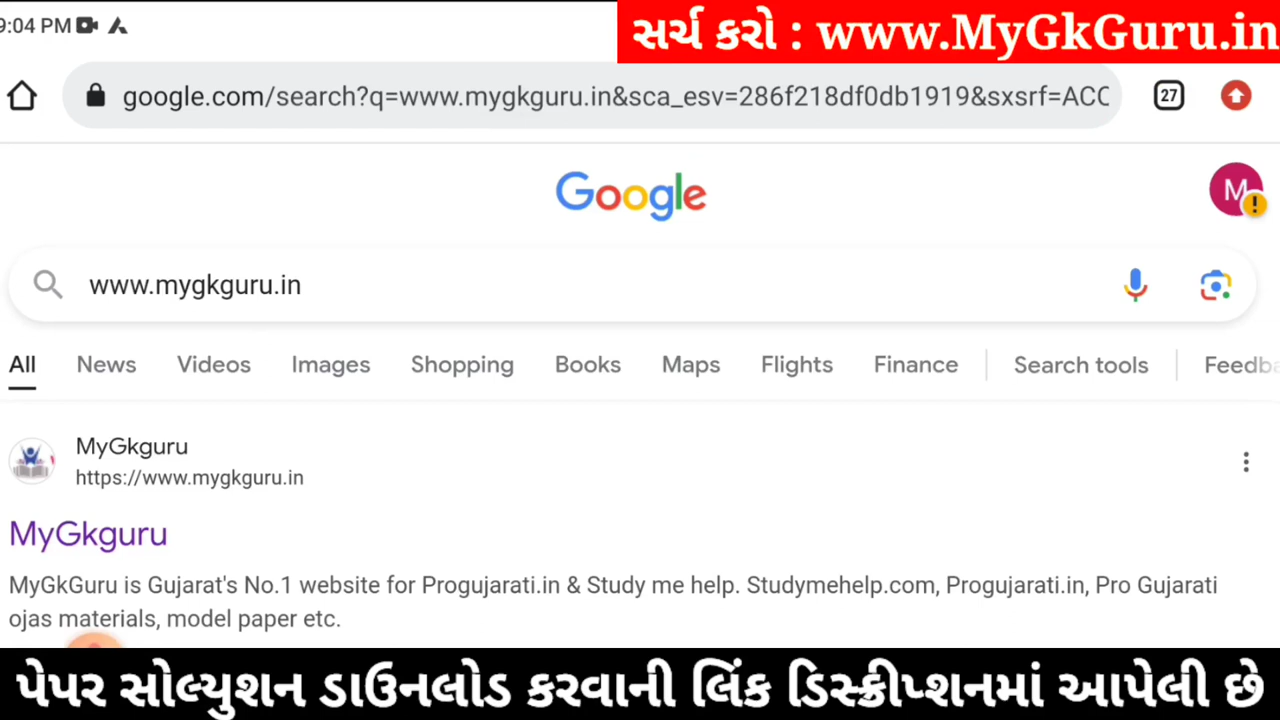 9:04 PM
સર્ચ કરો : www.MyGkGuru.in
google.com/search?q=www.mygkguru.in&sca_esv=286f218df0db1919&sxsrf=ACC
27
M
!
Google
www.mygkguru.in
All News Videos Images Shopping Books Maps Flights Finance Search tools Feedba
MyGkguru
https://www.mygkguru.in
MyGkguru
MyGkGuru is Gujarat's No.1 website for Progujarati.in & Study me help. Studymehelp.com, Progujarati.in, Pro Gujarati
ojas materials, model paper etc.
પેપર સોલ્યુશન ડાઉનલોડ કરવાની લિંક ડિસ્ક્રીપ્શનમાં આપેલી છે